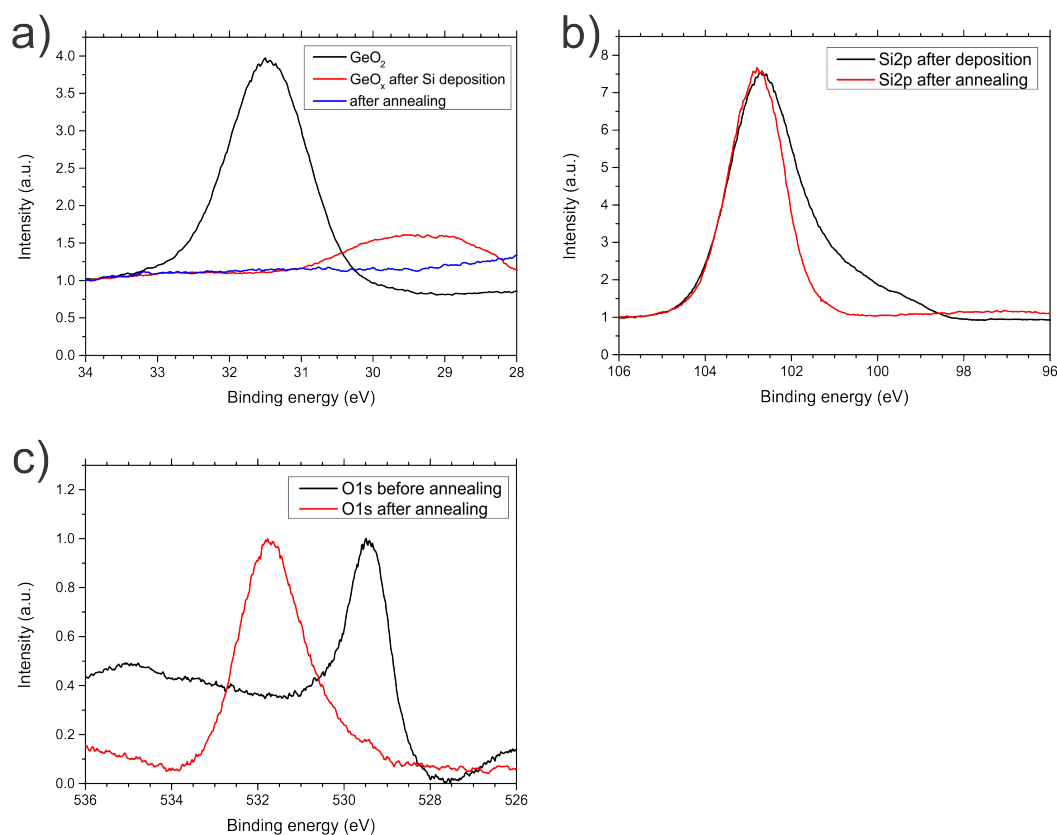 a)
GeO₂
GeOₓ after Si deposition
after annealing
4.0
3.5
3.0
2.5
2.0
1.5
1.0
0.5
0.0
Intensity (a.u.)
34 33 32 31 30 29 28
Binding energy (eV)
b)
Si2p after deposition
Si2p after annealing
8
7
6
5
4
3
2
1
0
Intensity (a.u.)
106 104 102 100 98 96
Binding energy (eV)
c)
O1s before annealing
O1s after annealing
1.2
1.0
0.8
0.6
0.4
0.2
0.0
Intensity (a.u.)
536 534 532 530 528 526
Binding energy (eV)